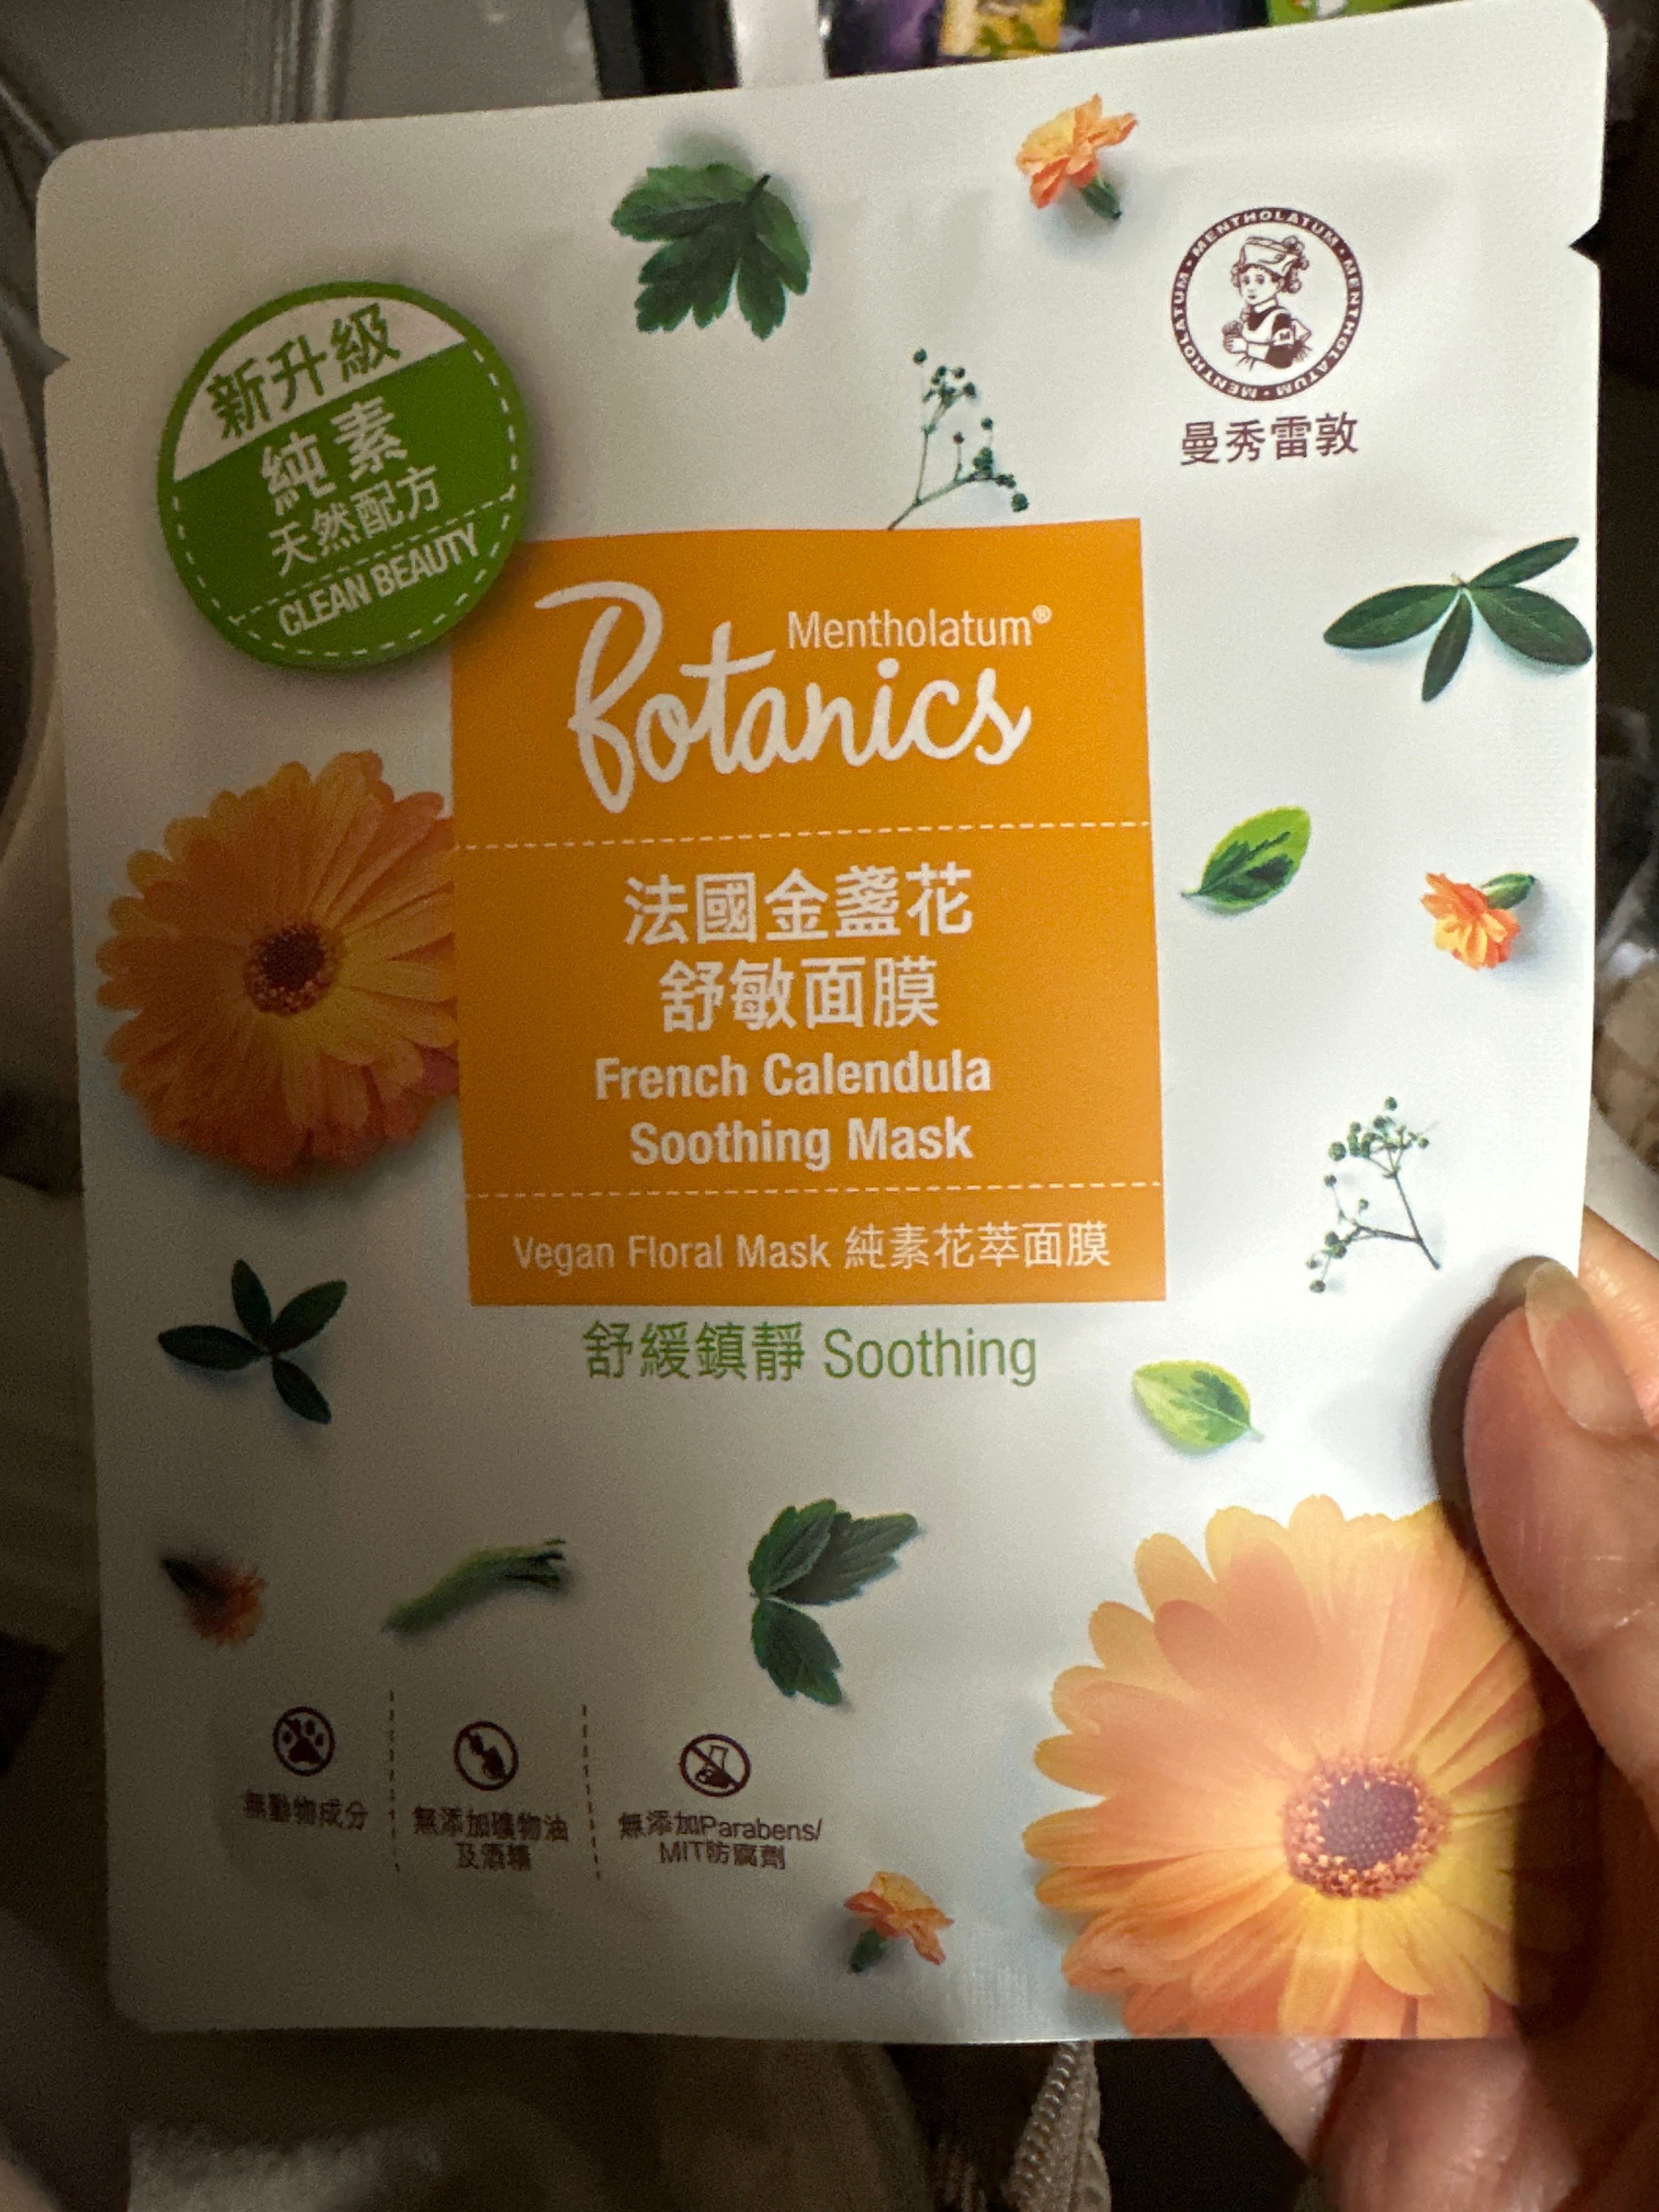 新升級
純素
天然配方
CLEAN BEAUTY
MENTHOLATUM · MENTHOLATUM · MENTHOLATUM · MENTHOLATUM ·
曼秀雷敦
Mentholatum®
Botanics
法國金盞花
舒敏面膜
French Calendula
Soothing Mask
Vegan Floral Mask 純素花萃面膜
舒緩鎮靜 Soothing
無動物成分
無添加礦物油
及酒精
無添加Parabens/
MIT防腐劑